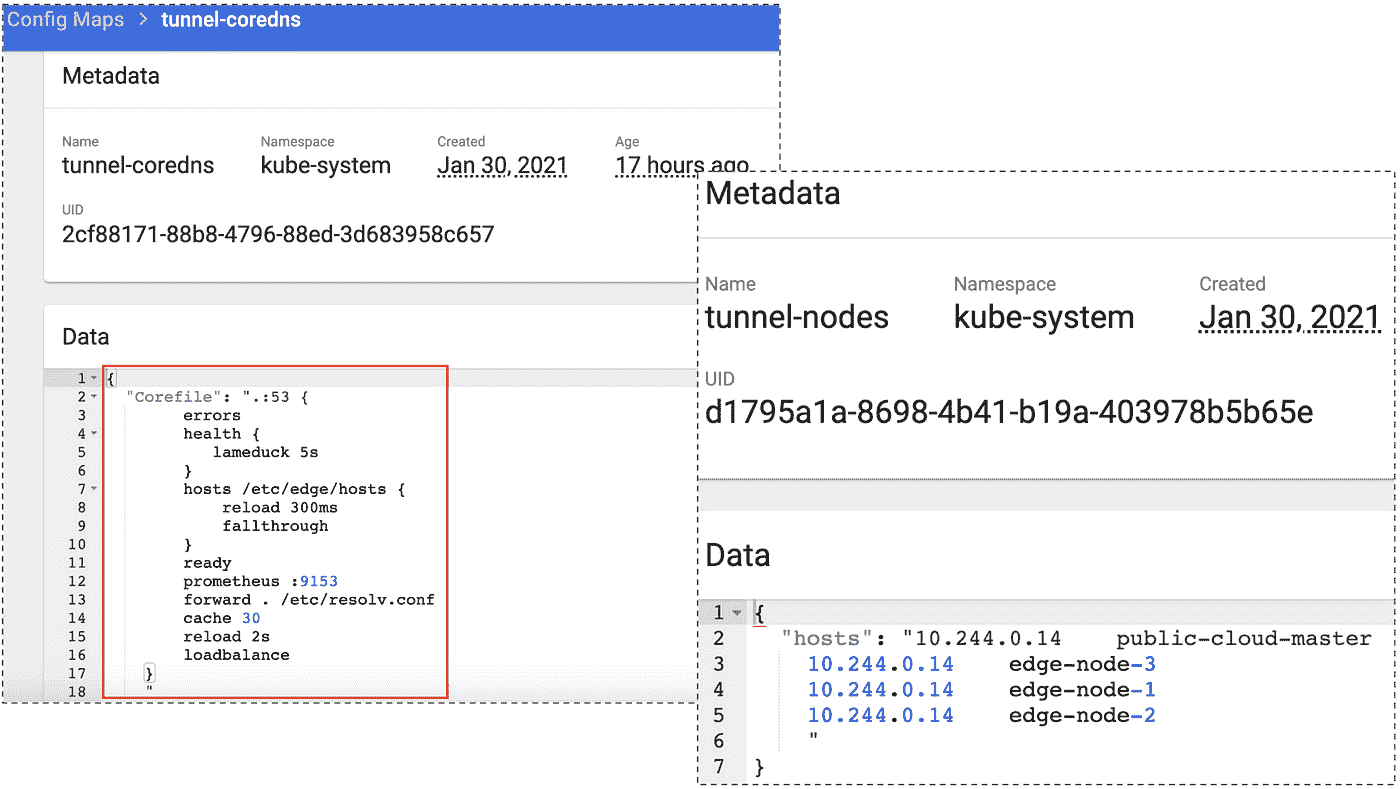 Config Maps > tunnel-coredns
Metadata
Name Namespace Created Age
tunnel-coredns kube-system Jan 30, 2021 17 hours ago
UID
2cf88171-88b8-4796-88ed-3d683958c657
Data
1 {
2 "Corefile": ".:53 {
3 errors
4 health {
5 lameduck 5s
6 }
7 hosts /etc/edge/hosts {
8 reload 300ms
9 fallthrough
10 }
11 ready
12 prometheus :9153
13 forward . /etc/resolv.conf
14 cache 30
15 reload 2s
16 loadbalance
17 }
18 "
Metadata
Name Namespace Created
tunnel-nodes kube-system Jan 30, 2021
UID
d1795a1a-8698-4b41-b19a-403978b5b65e
Data
1 {
2 "hosts": "10.244.0.14 public-cloud-master
3 10.244.0.14 edge-node-3
4 10.244.0.14 edge-node-1
5 10.244.0.14 edge-node-2
6 "
7 }